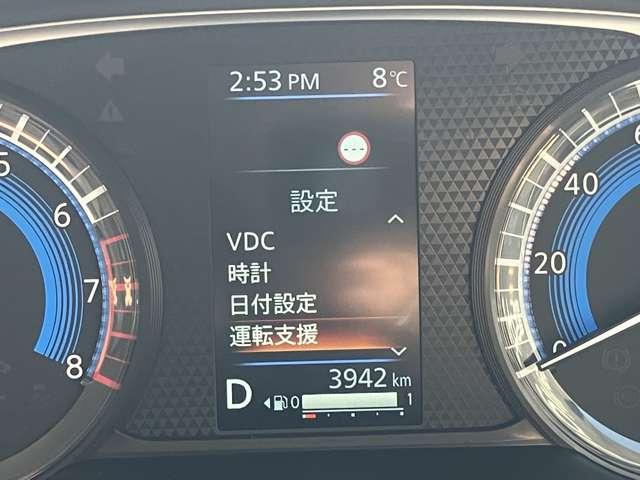 2:53 PM 8℃
設定
VDC
時計
日付設定
運転支援
D 3942 km
0 1
5
6
7
8
40
20
0